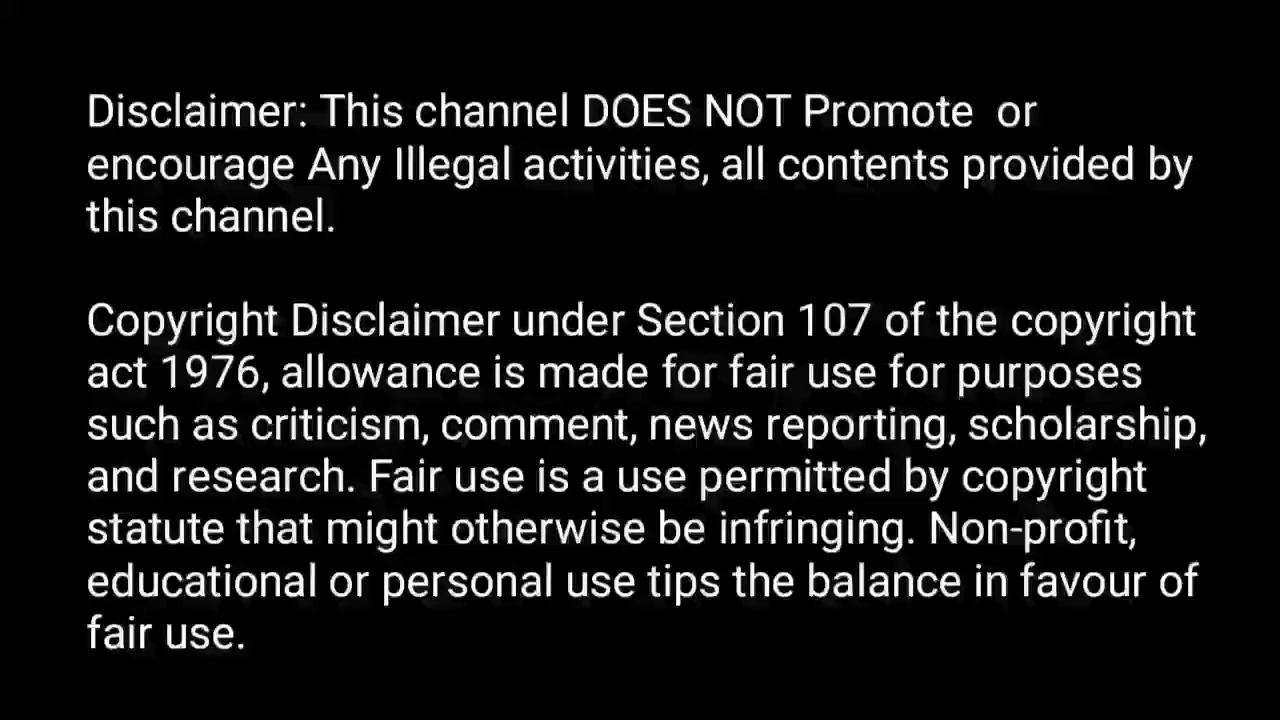 Disclaimer: This channel DOES NOT Promote  or
encourage Any Illegal activities, all contents provided by
this channel.
Copyright Disclaimer under Section 107 of the copyright
act 1976, allowance is made for fair use for purposes
such as criticism, comment, news reporting, scholarship,
and research. Fair use is a use permitted by copyright
statute that might otherwise be infringing. Non-profit,
educational or personal use tips the balance in favour of
fair use.